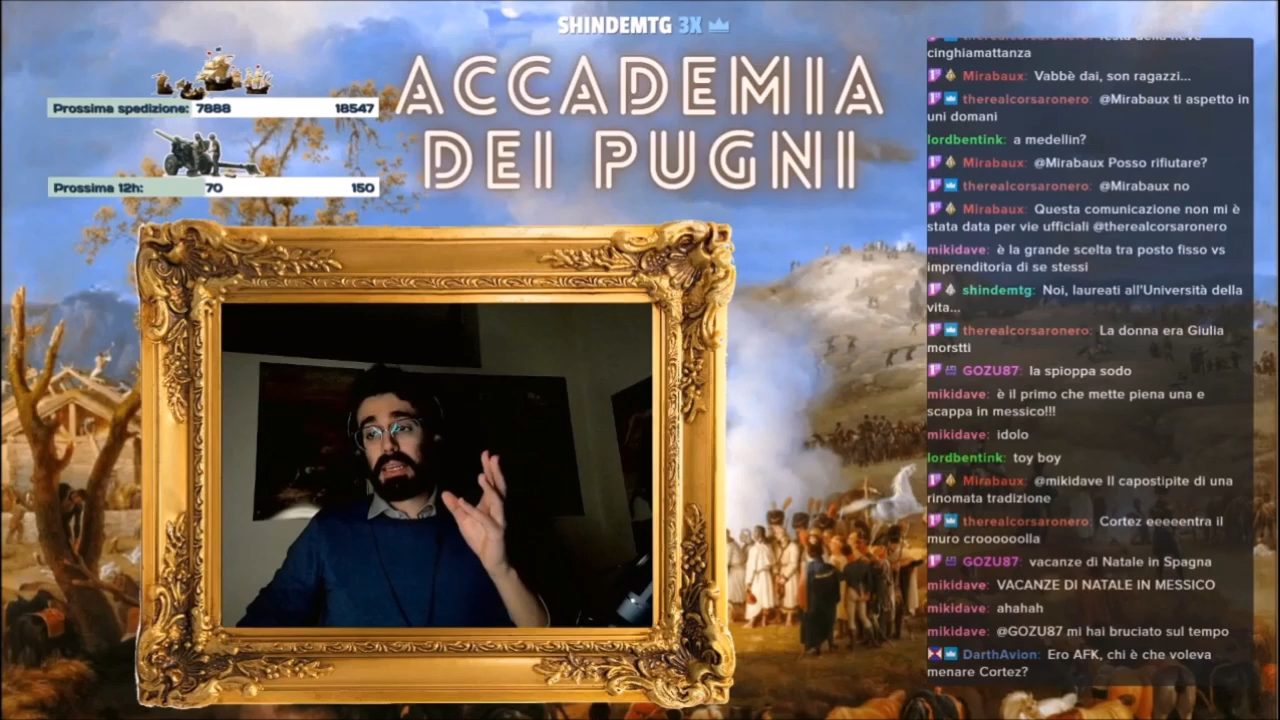 SHINDEMTG 3X
ACCADEMIA
DEI PUGNI
Prossima spedizione: 7888 18547
Prossima 12h: 70 150
cinghiamattanza
Mirabaux: Vabbè dai, son ragazzi...
therealcorsaronero: @Mirabaux ti aspetto in
uni domani
lordbentink: a medellin?
Mirabaux: @Mirabaux Posso rifiutare?
therealcorsaronero: @Mirabaux no
Mirabaux: Questa comunicazione non mi è
stata data per vie ufficiali @therealcorsaronero
mikidave: è la grande scelta tra posto fisso vs
imprenditoria di se stessi
shindemtg: Noi, laureati all'Università della
vita...
therealcorsaronero: La donna era Giulia
morstti
GOZU87: la spioppa sodo
mikidave: è il primo che mette piena una e
scappa in messico!!!
mikidave: idolo
lordbentink: toy boy
Mirabaux: @mikidave Il capostipite di una
rinomata tradizione
therealcorsaronero: Cortez eeeeentra il
muro croooooolla
GOZU87: vacanze di Natale in Spagna
mikidave: VACANZE DI NATALE IN MESSICO
mikidave: ahahah
mikidave: @GOZU87 mi hai bruciato sul tempo
DarthAvion: Ero AFK, chi è che voleva
menare Cortez?